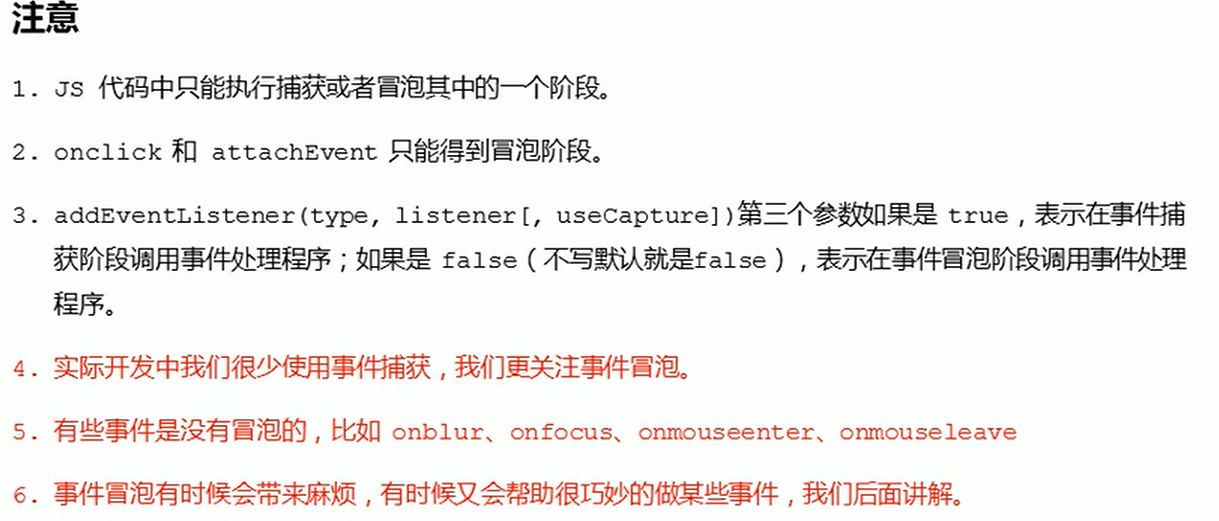 注意
1. JS 代码中只能执行捕获或者冒泡其中的一个阶段。
2. onclick 和 attachEvent 只能得到冒泡阶段。
3. addEventListener(type, listener[, useCapture])第三个参数如果是 true，表示在事件捕
获阶段调用事件处理程序；如果是 false（不写默认就是false），表示在事件冒泡阶段调用事件处理
程序。
4. 实际开发中我们很少使用事件捕获，我们更关注事件冒泡。
5. 有些事件是没有冒泡的，比如 onblur、onfocus、onmouseenter、onmouseleave
6. 事件冒泡有时候会带来麻烦，有时候又会帮助很巧妙的做某些事件，我们后面讲解。